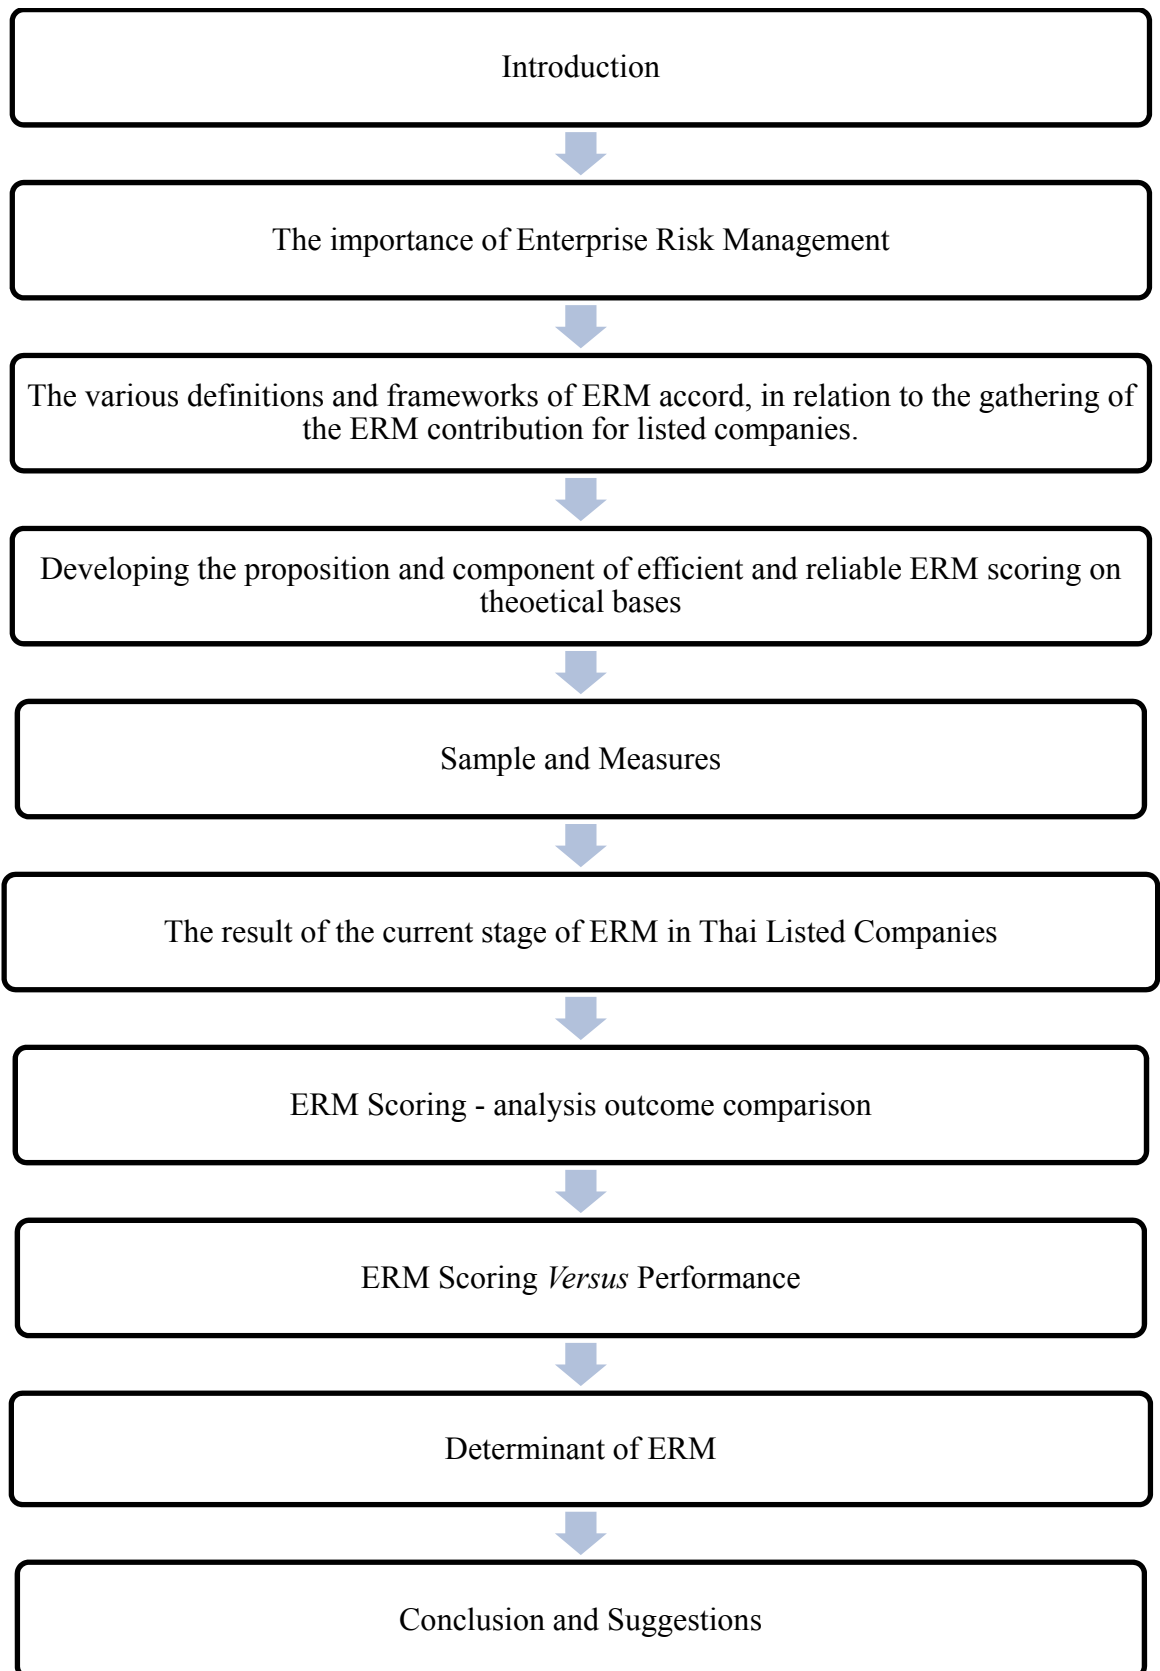 Introduction
The importance of Enterprise Risk Management
The various definitions and frameworks of ERM accord, in relation to the gathering of
the ERM contribution for listed companies.
Developing the proposition and component of efficient and reliable ERM scoring on
theoetical bases
Sample and Measures
The result of the current stage of ERM in Thai Listed Companies
ERM Scoring - analysis outcome comparison
ERM Scoring Versus Performance
Determinant of ERM
Conclusion and Suggestions